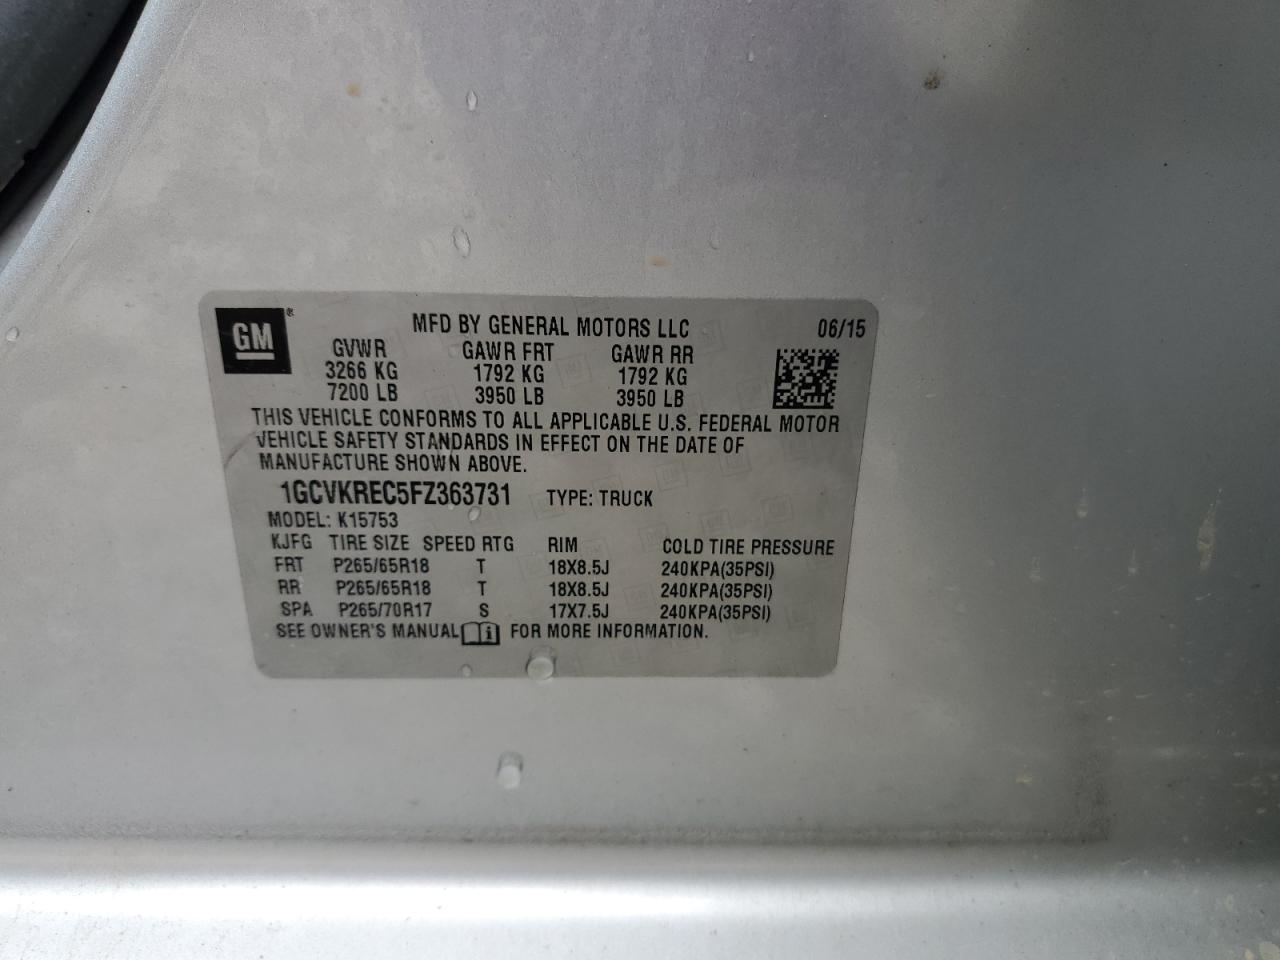 GM®
MFD BY GENERAL MOTORS LLC 06/15
GVWR GAWR FRT GAWR RR
3266 KG 1792 KG 1792 KG
7200 LB 3950 LB 3950 LB
THIS VEHICLE CONFORMS TO ALL APPLICABLE U.S. FEDERAL MOTOR
VEHICLE SAFETY STANDARDS IN EFFECT ON THE DATE OF
MANUFACTURE SHOWN ABOVE.
1GCVKREC5FZ363731 TYPE: TRUCK
MODEL: K15753
KJFG TIRE SIZE SPEED RTG RIM COLD TIRE PRESSURE
FRT P265/65R18 T 18X8.5J 240KPA(35PSI)
RR P265/65R18 T 18X8.5J 240KPA(35PSI)
SPA P265/70R17 S 17X7.5J 240KPA(35PSI)
SEE OWNER'S MANUAL FOR MORE INFORMATION.